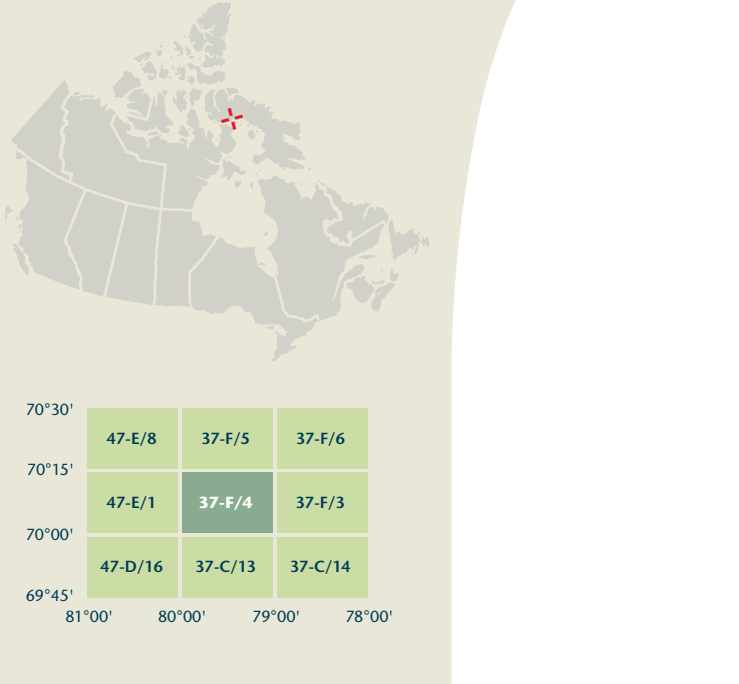 70°30'
47-E/8 37-F/5 37-F/6
70°15'
47-E/1 37-F/4 37-F/3
70°00'
47-D/16 37-C/13 37-C/14
69°45'
81°00' 80°00' 79°00' 78°00'